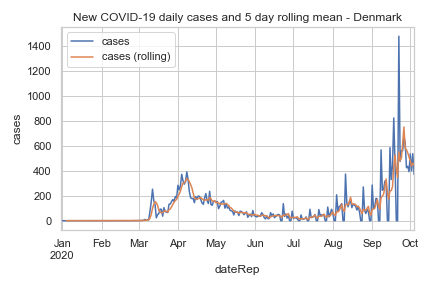 New COVID-19 daily cases and 5 day rolling mean - Denmark
cases
cases (rolling)
cases
1400
1200
1000
800
600
400
200
0
Jan Feb Mar Apr May Jun Jul Aug Sep Oct
2020
dateRep